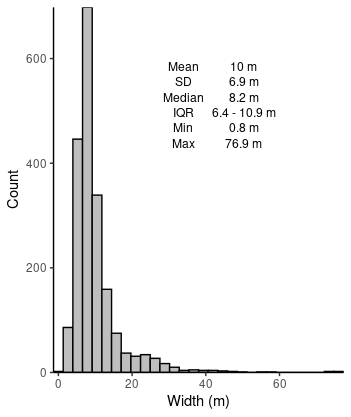 600
400
200
0
Count
Mean 10 m
SD 6.9 m
Median 8.2 m
IQR 6.4 - 10.9 m
Min 0.8 m
Max 76.9 m
0 20 40 60
Width (m)